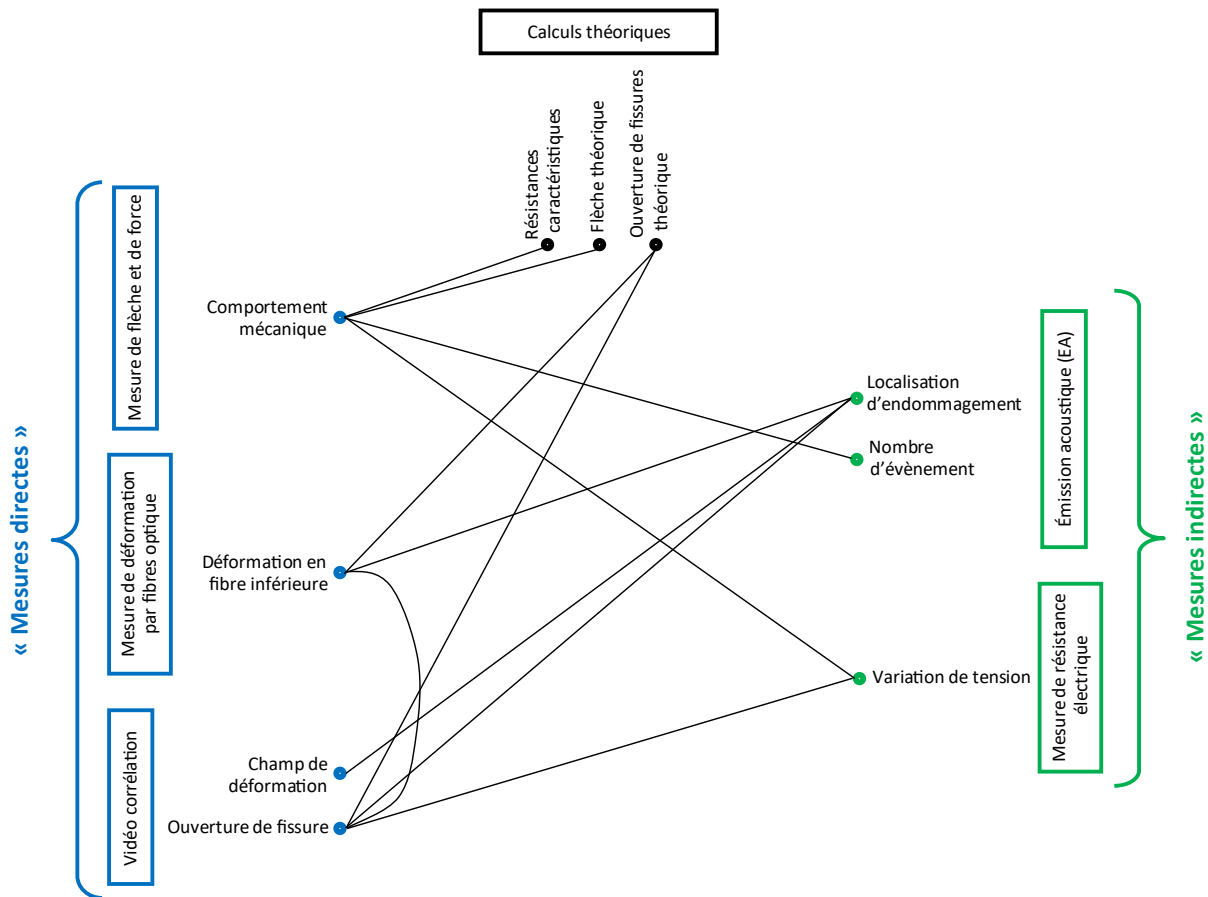 Calculs théoriques
Résistances
caractéristiques
Flèche théorique
Ouverture de fissures
théorique
« Mesures directes »
Mesure de flèche et de force
Mesure de déformation
par fibres optique
Vidéo corrélation
Comportement
mécanique
Déformation en
fibre inférieure
Champ de
déformation
Ouverture de fissure
Localisation
d’endommagement
Nombre
d’évènement
Variation de tension
Émission acoustique (EA)
Mesure de résistance
électrique
« Mesures indirectes »